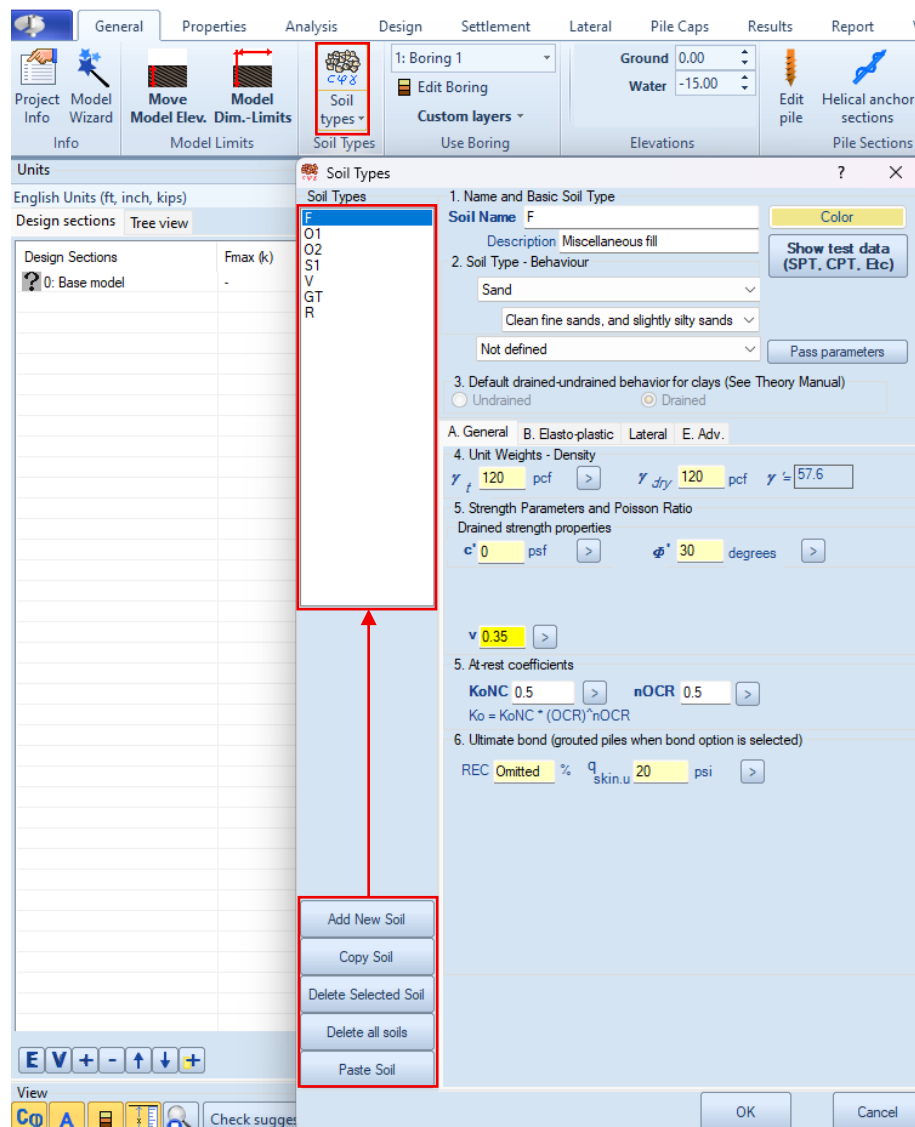 General Properties Analysis Design Settlement Lateral Pile Caps Results Report
Project Info
Model Wizard
Move Model Elev.
Model Dim.-Limits
cφγ
Soil types
1: Boring 1
Edit Boring
Custom layers
Ground 0.00
Water -15.00
Edit pile
Helical anchor sections
Info Model Limits Soil Types Use Boring Elevations Pile Sections
Units
English Units (ft, inch, kips)
Design sections Tree view
Design Sections Fmax (k)
0: Base model -
Soil Types ? X
Soil Types
F
O1
O2
S1
V
GT
R
1. Name and Basic Soil Type
Soil Name F
Color
Description Miscellaneous fill
Show test data
(SPT, CPT, Etc)
2. Soil Type - Behaviour
Sand
Clean fine sands, and slightly silty sands
Not defined
Pass parameters
3. Default drained-undrained behavior for clays (See Theory Manual)
Undrained Drained
A. General B. Elasto-plastic Lateral E. Adv.
4. Unit Weights - Density
γ t 120 pcf > γ dry 120 pcf γ '= 57.6
5. Strength Parameters and Poisson Ratio
Drained strength properties
c' 0 psf > Φ' 30 degrees >
v 0.35 >
5. At-rest coefficients
KoNC 0.5 > nOCR 0.5 >
Ko = KoNC * (OCR)^nOCR
6. Ultimate bond (grouted piles when bond option is selected)
REC Omitted % q skin.u 20 psi >
Add New Soil
Copy Soil
Delete Selected Soil
Delete all soils
Paste Soil
E V + - ↑ ↓ +
View
Cφ A Check sugges
OK Cancel